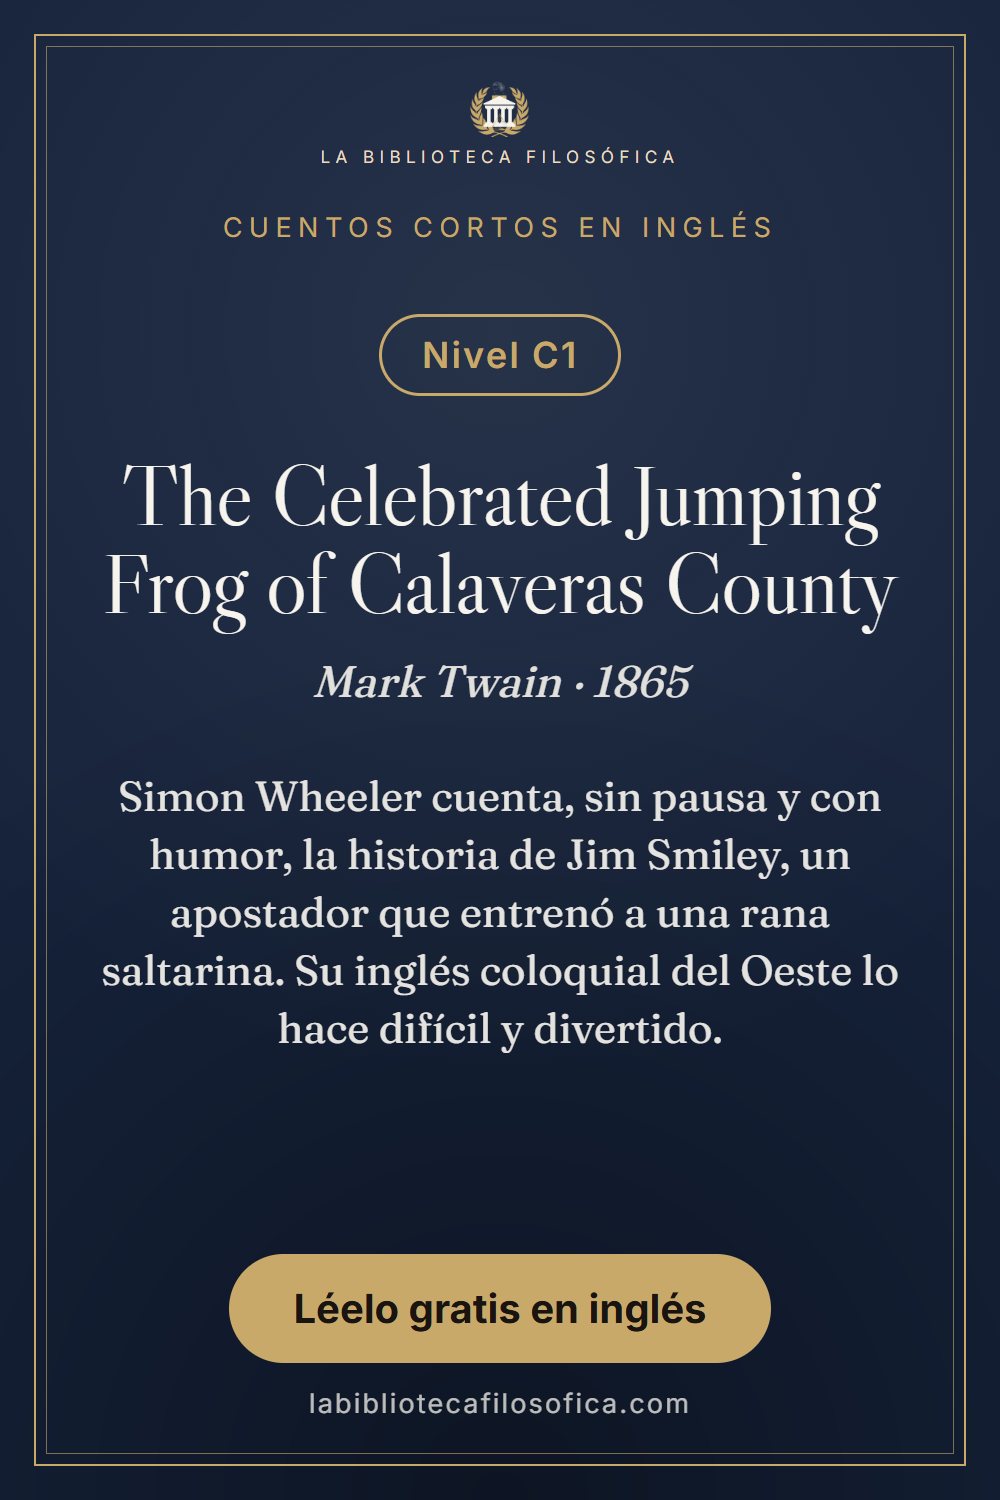 LA BIBLIOTECA FILOSÓFICA
CUENTOS CORTOS EN INGLÉS
Nivel C1
The Celebrated Jumping
Frog of Calaveras County
Mark Twain · 1865
Simon Wheeler cuenta, sin pausa y con
humor, la historia de Jim Smiley, un
apostador que entrenó a una rana
saltarina. Su inglés coloquial del Oeste lo
hace difícil y divertido.
Léelo gratis en inglés
labibliotecafilosofica.com